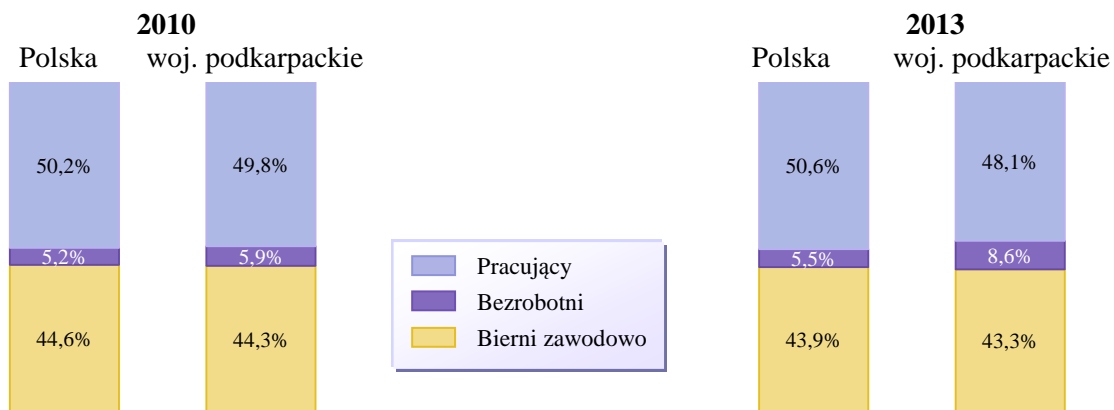 2010
Polska woj. podkarpackie
50,2%
49,8%
5,2%
5,9%
44,6%
44,3%
Pracujący
Bezrobotni
Bierni zawodowo
2013
Polska woj. podkarpackie
50,6%
48,1%
5,5%
8,6%
43,9%
43,3%